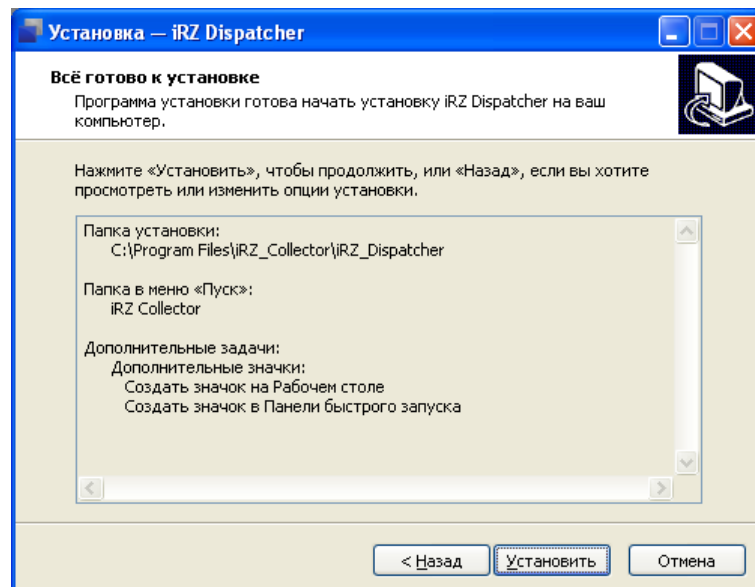 Установка — iRZ Dispatcher
Всё готово к установке
Программа установки готова начать установку iRZ Dispatcher на ваш
компьютер.
Нажмите «Установить», чтобы продолжить, или «Назад», если вы хотите
просмотреть или изменить опции установки.
Папка установки:
C:\Program Files\iRZ_Collector\iRZ_Dispatcher
Папка в меню «Пуск»:
iRZ Collector
Дополнительные задачи:
Дополнительные значки:
Создать значок на Рабочем столе
Создать значок в Панели быстрого запуска
< Назад
Установить
Отмена